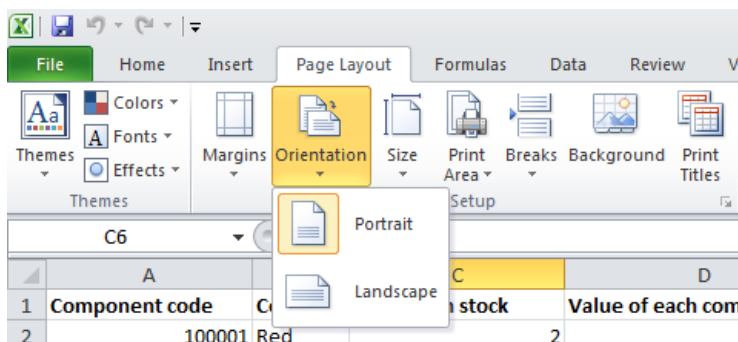 File Home Insert Page Layout Formulas Data Review
Aa Colors
A Fonts
Effects
Themes Margins Orientation Size Print Area Breaks Background Print Titles
Themes Setup
Portrait
Landscape
C6
A C D
1 Component code stock Value of each com
2 100001 Red 2